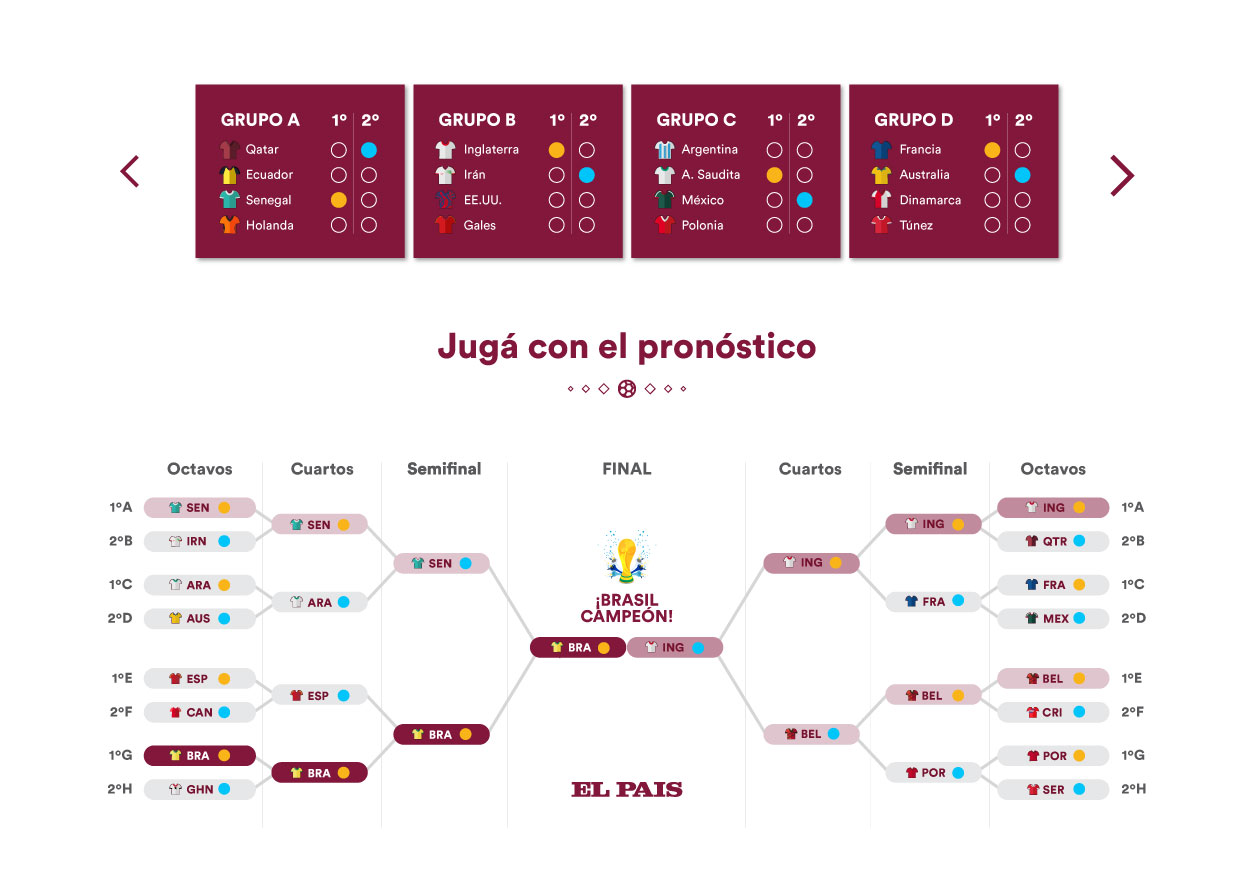 GRUPO A 1º 2º
Qatar
Ecuador
Senegal
Holanda
GRUPO B 1º 2º
Inglaterra
Irán
EE.UU.
Gales
GRUPO C 1º 2º
Argentina
A. Saudita
México
Polonia
GRUPO D 1º 2º
Francia
Australia
Dinamarca
Túnez
Jugá con el pronóstico
Octavos Cuartos Semifinal FINAL Cuartos Semifinal Octavos
1ºA SEN
2ºB IRN
1ºC ARA
2ºD AUS
1ºE ESP
2ºF CAN
1ºG BRA
2ºH GHN
SEN
ARA
ESP
BRA
SEN
BRA
¡BRASIL
CAMPEÓN!
BRA ING
EL PAIS
ING
BEL
ING
FRA
BEL
POR
ING 1ºA
QTR 2ºB
FRA 1ºC
MEX 2ºD
BEL 1ºE
CRI 2ºF
POR 1ºG
SER 2ºH